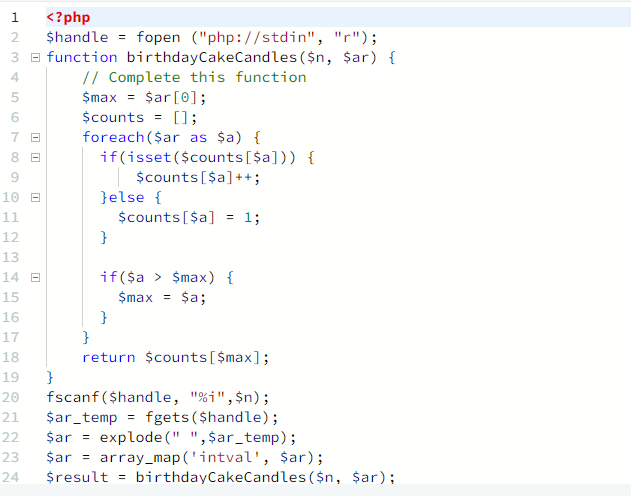 1 <?php
2 $handle = fopen ("php://stdin", "r");
3 function birthdayCakeCandles($n, $ar) {
4 // Complete this function
5 $max = $ar[0];
6 $counts = [];
7 foreach($ar as $a) {
8 if(isset($counts[$a])) {
9 $counts[$a]++;
10 }else {
11 $counts[$a] = 1;
12 }
13
14 if($a > $max) {
15 $max = $a;
16 }
17 }
18 return $counts[$max];
19 }
20 fscanf($handle, "%i",$n);
21 $ar_temp = fgets($handle);
22 $ar = explode(" ",$ar_temp);
23 $ar = array_map('intval', $ar);
24 $result = birthdayCakeCandles($n, $ar);